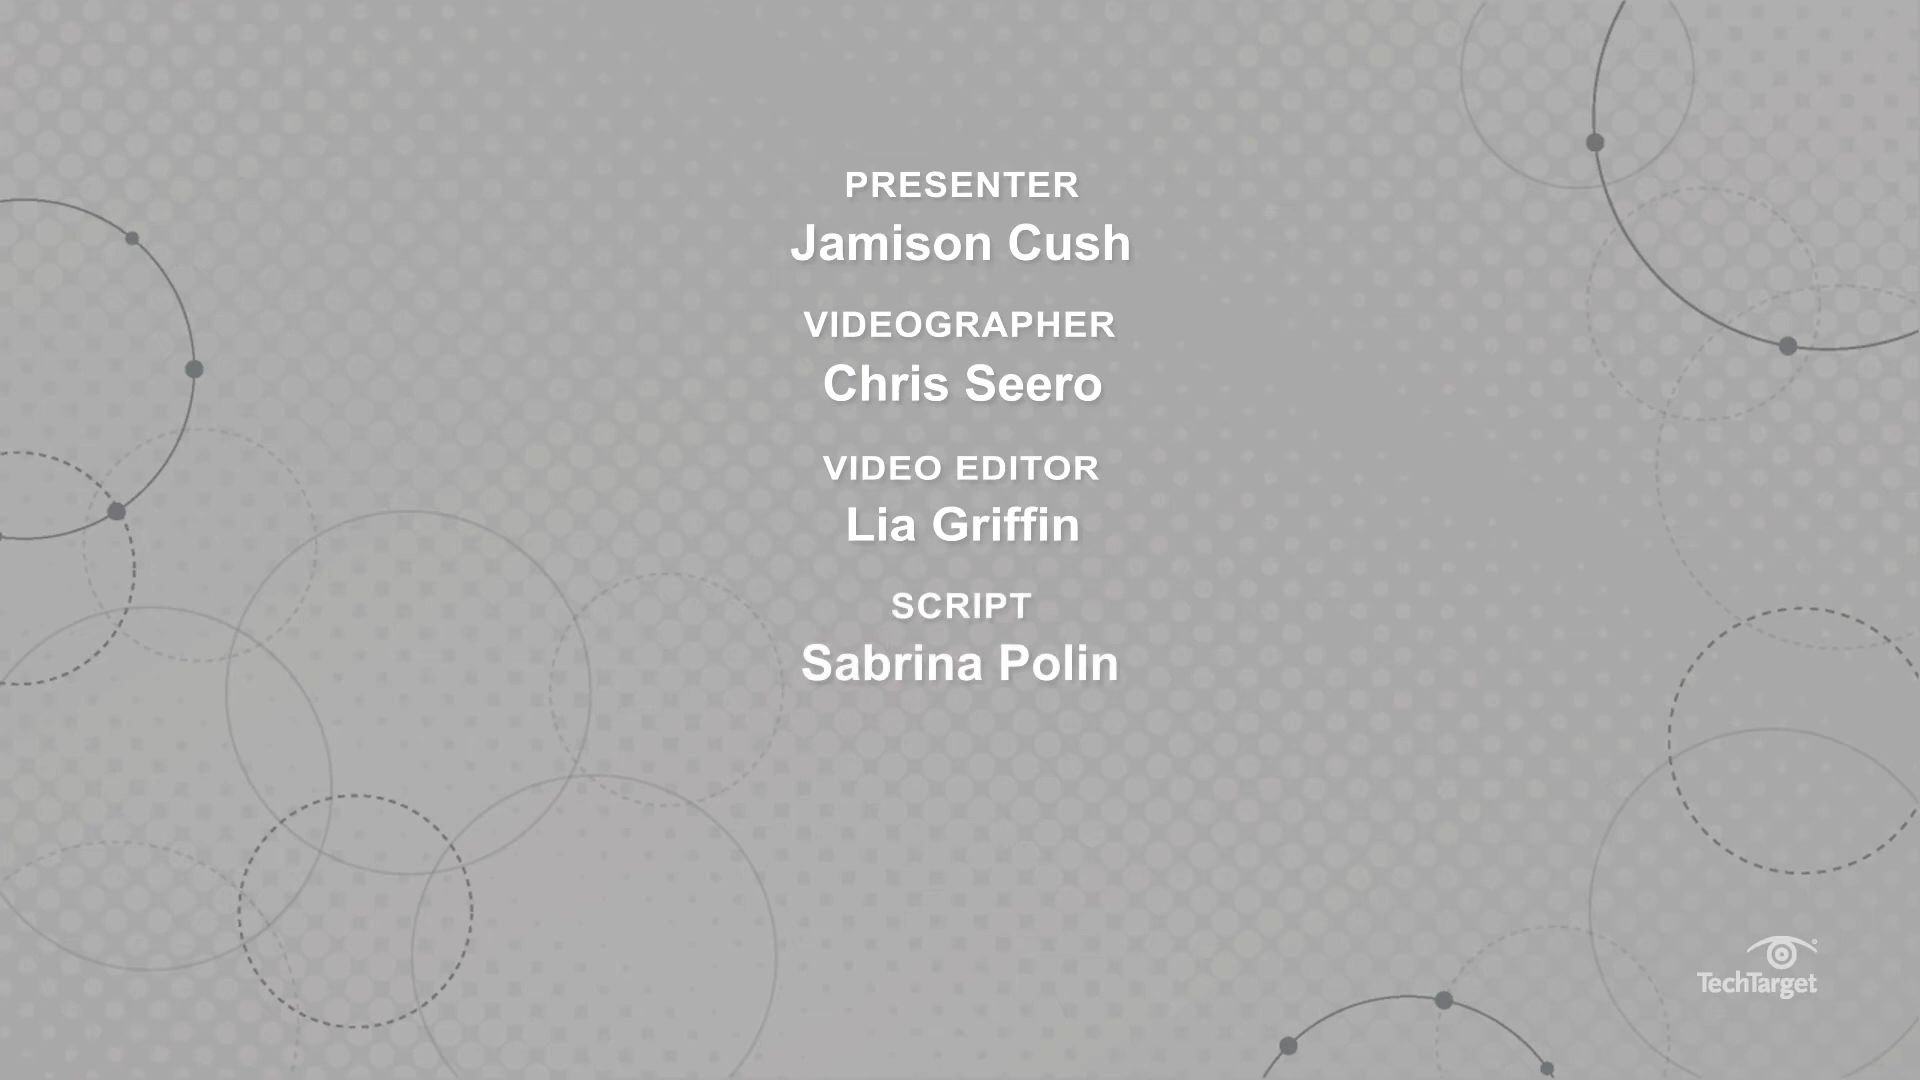 PRESENTER
Jamison Cush
VIDEOGRAPHER
Chris Seero
VIDEO EDITOR
Lia Griffin
SCRIPT
Sabrina Polin
TechTarget